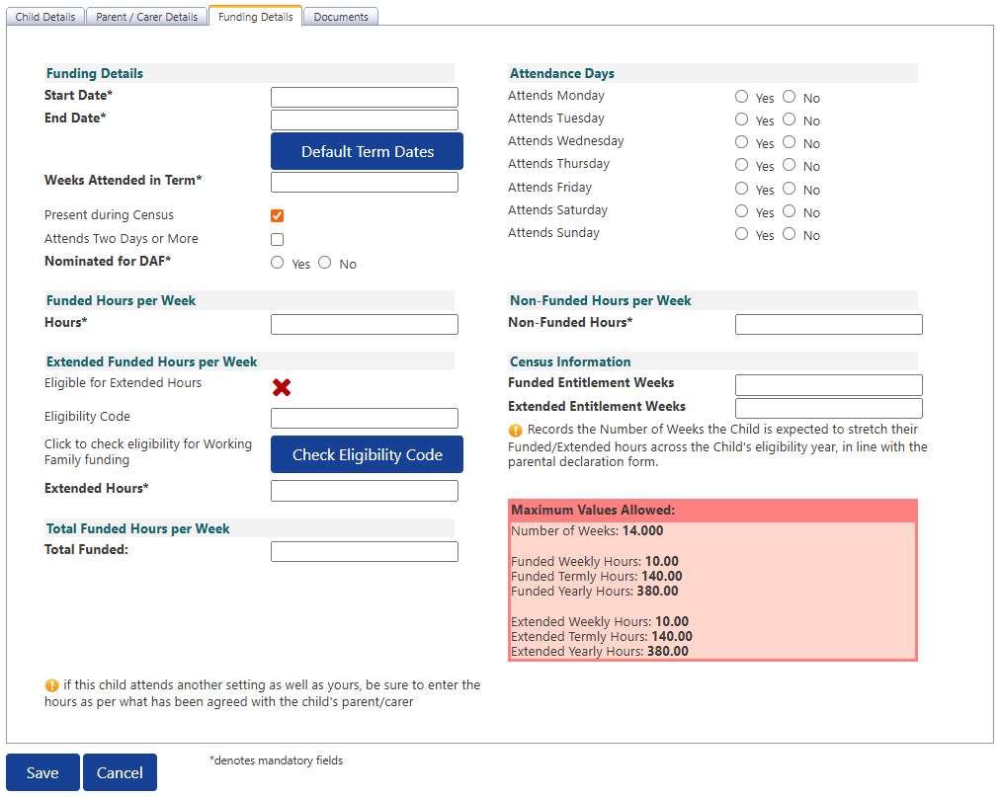 Child Details
Parent / Carer Details
Funding Details
Documents
Funding Details
Start Date*
End Date*
Default Term Dates
Weeks Attended in Term*
Present during Census
Attends Two Days or More
Nominated for DAF*
Yes No
Attendance Days
Attends Monday Yes No
Attends Tuesday Yes No
Attends Wednesday Yes No
Attends Thursday Yes No
Attends Friday Yes No
Attends Saturday Yes No
Attends Sunday Yes No
Funded Hours per Week
Hours*
Non-Funded Hours per Week
Non-Funded Hours*
Extended Funded Hours per Week
Eligible for Extended Hours
Eligibility Code
Click to check eligibility for Working
Family funding
Check Eligibility Code
Extended Hours*
Total Funded Hours per Week
Total Funded:
Census Information
Funded Entitlement Weeks
Extended Entitlement Weeks
Records the Number of Weeks the Child is expected to stretch their
Funded/Extended hours across the Child's eligibility year, in line with the
parental declaration form.
Maximum Values Allowed:
Number of Weeks: 14.000
Funded Weekly Hours: 10.00
Funded Termly Hours: 140.00
Funded Yearly Hours: 380.00
Extended Weekly Hours: 10.00
Extended Termly Hours: 140.00
Extended Yearly Hours: 380.00
if this child attends another setting as well as yours, be sure to enter the
hours as per what has been agreed with the child's parent/carer
Save
Cancel
*denotes mandatory fields